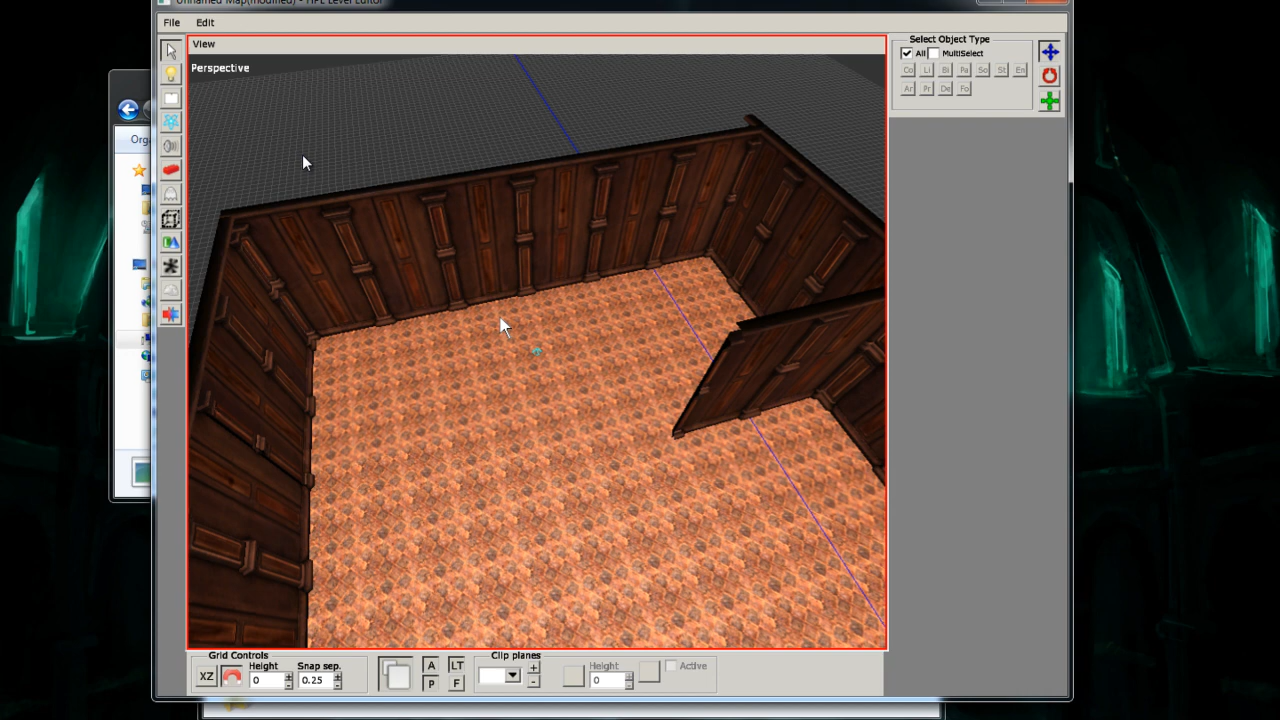 Unnamed Map(modified) - HPL Level Editor
File Edit
View
Perspective
Select Object Type
All MultiSelect
Co Li Bi Pa So St En
Ar Pr De Fo
Orga
Grid Controls
XZ Height 0 Snap sep. 0.25
A LT
P F
Clip planes
+
-
Height 0 Active